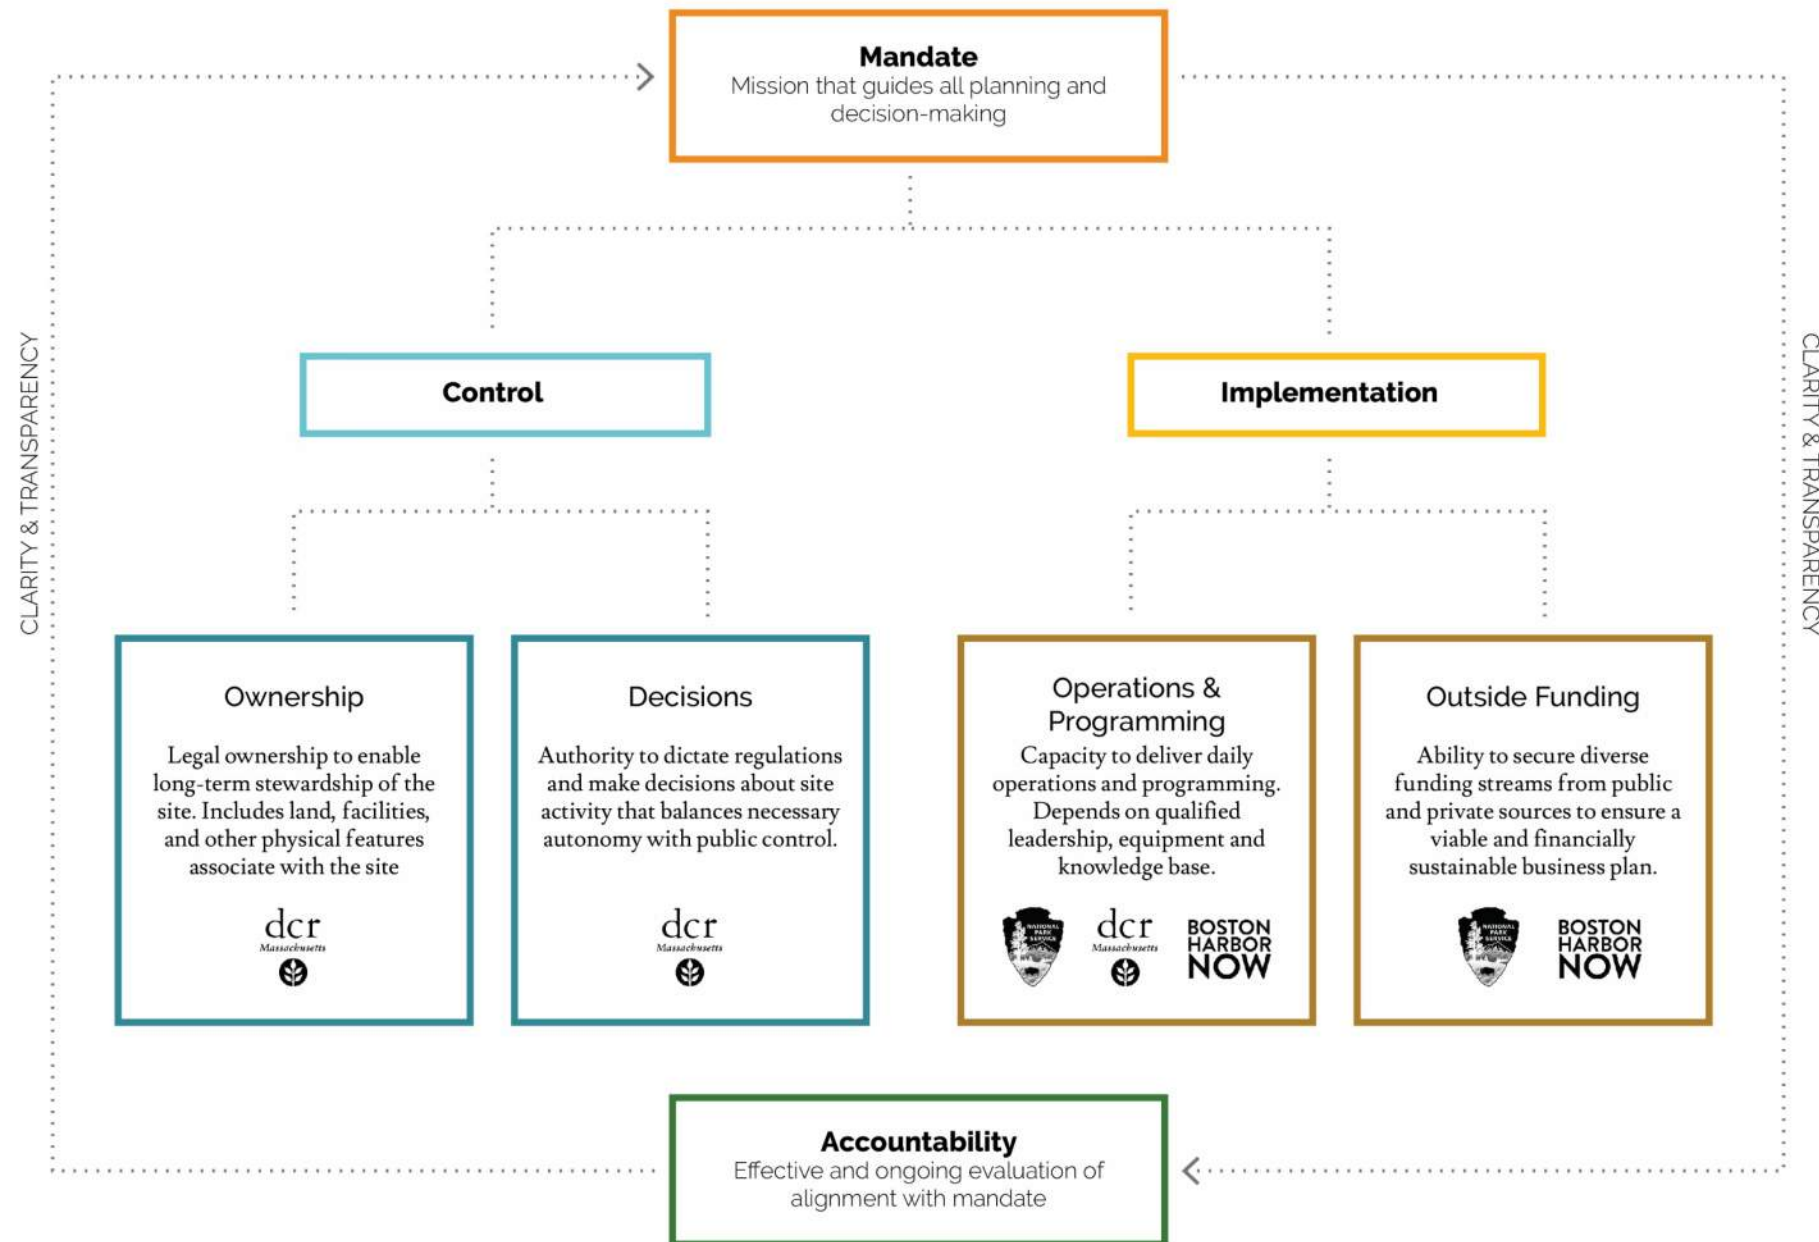 Mandate
Mission that guides all planning and
decision-making
CLARITY & TRANSPARENCY
CLARITY & TRANSPARENCY
Control
Implementation
Ownership
Legal ownership to enable
long-term stewardship of the
site. Includes land, facilities,
and other physical features
associate with the site
dcr
Massachusetts
Decisions
Authority to dictate regulations
and make decisions about site
activity that balances necessary
autonomy with public control.
dcr
Massachusetts
Operations &
Programming
Capacity to deliver daily
operations and programming.
Depends on qualified
leadership, equipment and
knowledge base.
NATIONAL
PARK
SERVICE
dcr
Massachusetts
BOSTON
HARBOR
NOW
Outside Funding
Ability to secure diverse
funding streams from public
and private sources to ensure a
viable and financially
sustainable business plan.
NATIONAL
PARK
SERVICE
BOSTON
HARBOR
NOW
Accountability
Effective and ongoing evaluation of
alignment with mandate